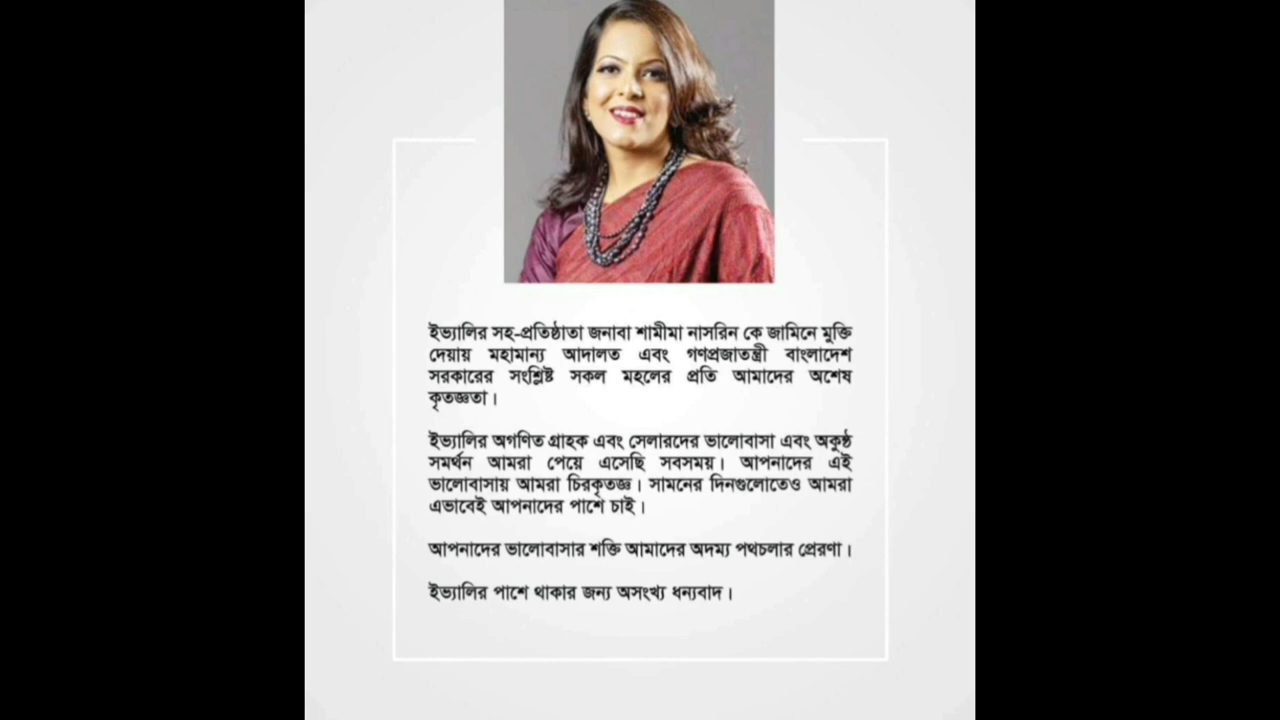 ইভ্যালির সহ-প্রতিষ্ঠাতা জনাবা শামীমা নাসরিন কে জামিনে মুক্তি
দেয়ায় মহামান্য আদালত এবং গণপ্রজাতন্ত্রী বাংলাদেশ
সরকারের সংশ্লিষ্ট সকল মহলের প্রতি আমাদের অশেষ
কৃতজ্ঞতা।
ইভ্যালির অগণিত গ্রাহক এবং সেলারদের ভালোবাসা এবং অকুণ্ঠ
সমর্থন আমরা পেয়ে এসেছি সবসময়। আপনাদের এই
ভালোবাসায় আমরা চিরকৃতজ্ঞ। সামনের দিনগুলোতেও আমরা
এভাবেই আপনাদের পাশে চাই।
আপনাদের ভালোবাসার শক্তি আমাদের অদম্য পথচলার প্রেরণা।
ইভ্যালির পাশে থাকার জন্য অসংখ্য ধন্যবাদ।